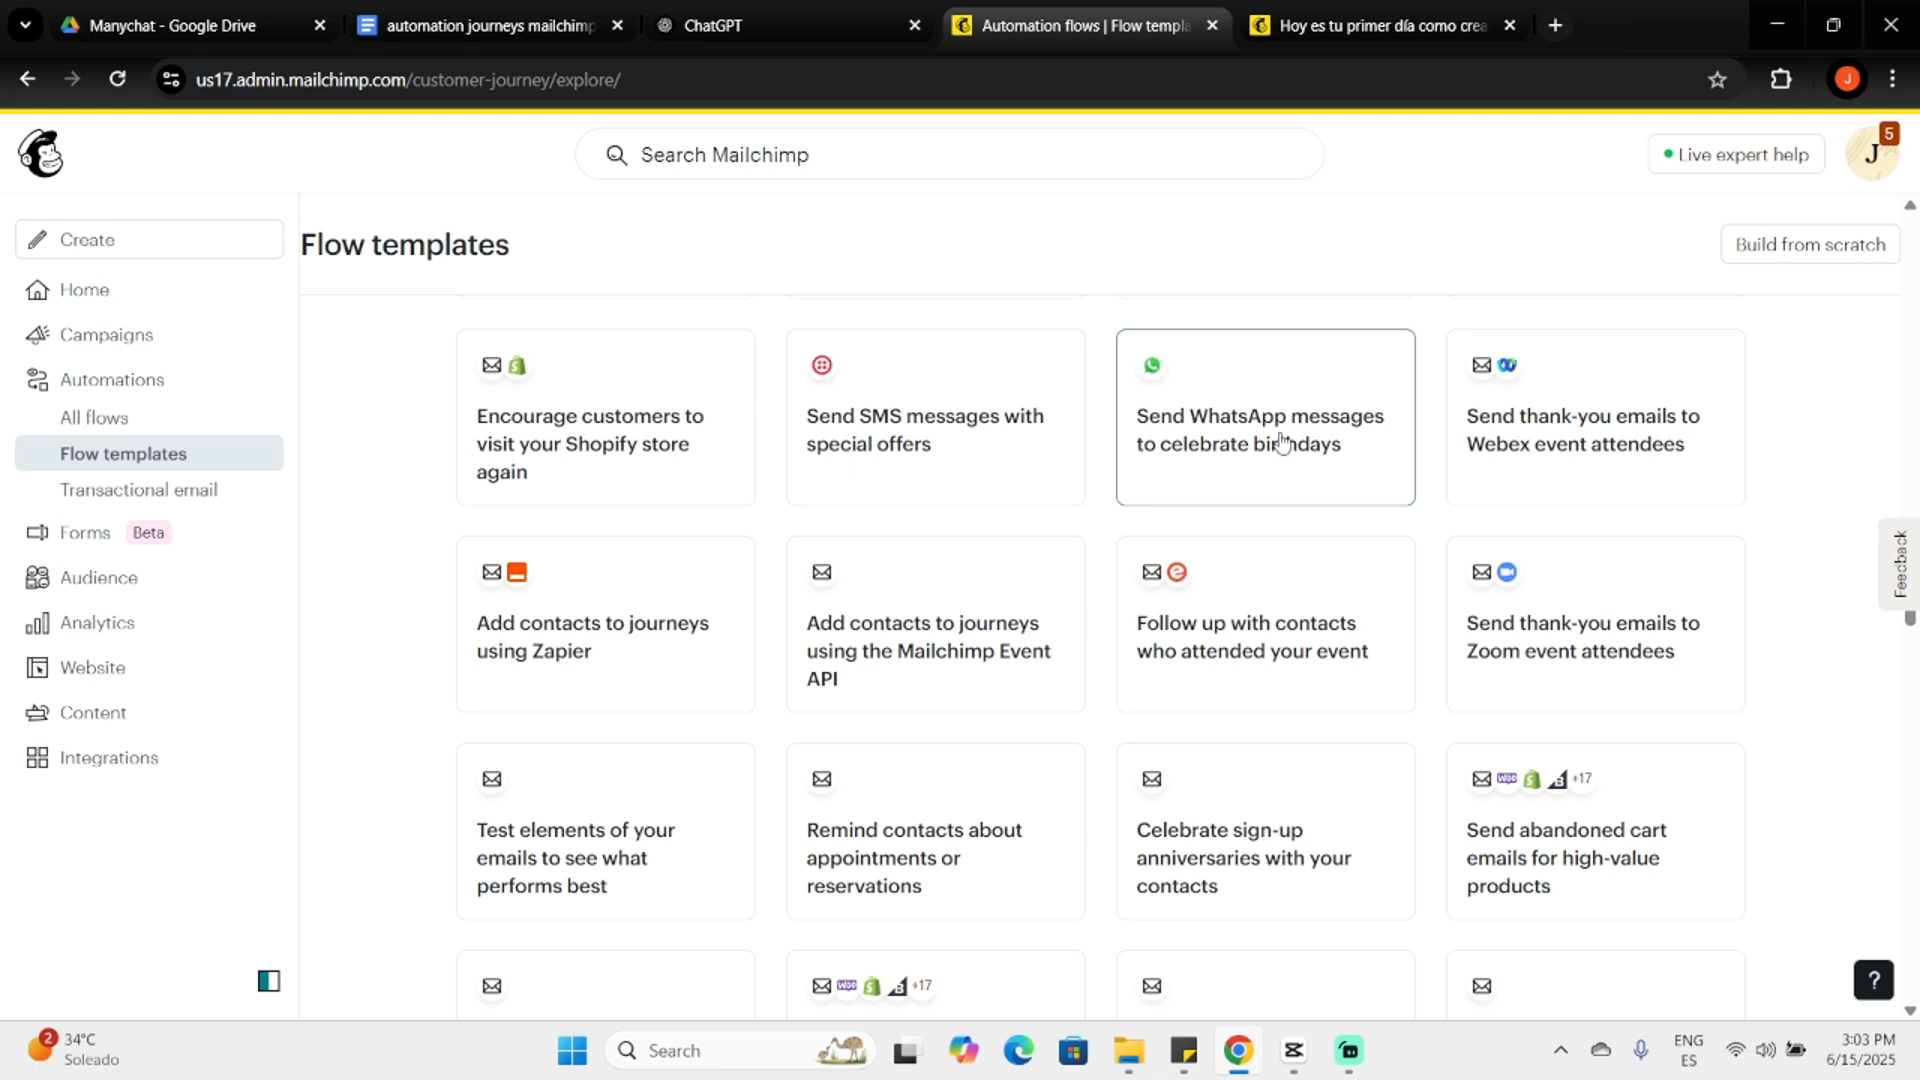 Manychat - Google Drive
automation journeys mailchimp
ChatGPT
Automation flows | Flow templa
Hoy es tu primer día como crea
us17.admin.mailchimp.com/customer-journey/explore/
J
Search Mailchimp
Live expert help
J
5
Create
Home
Campaigns
Automations
All flows
Flow templates
Transactional email
Forms
Beta
Audience
Analytics
Website
Content
Integrations
Flow templates
Build from scratch
Encourage customers to
visit your Shopify store
again
Send SMS messages with
special offers
Send WhatsApp messages
to celebrate birthdays
Send thank-you emails to
Webex event attendees
Add contacts to journeys
using Zapier
Add contacts to journeys
using the Mailchimp Event
API
Follow up with contacts
who attended your event
Send thank-you emails to
Zoom event attendees
Test elements of your
emails to see what
performs best
Remind contacts about
appointments or
reservations
Celebrate sign-up
anniversaries with your
contacts
WOO
+17
Send abandoned cart
emails for high-value
products
WOO
+17
Feedback
?
2
34°C
Soleado
Search
ENG
ES
3:03 PM
6/15/2025